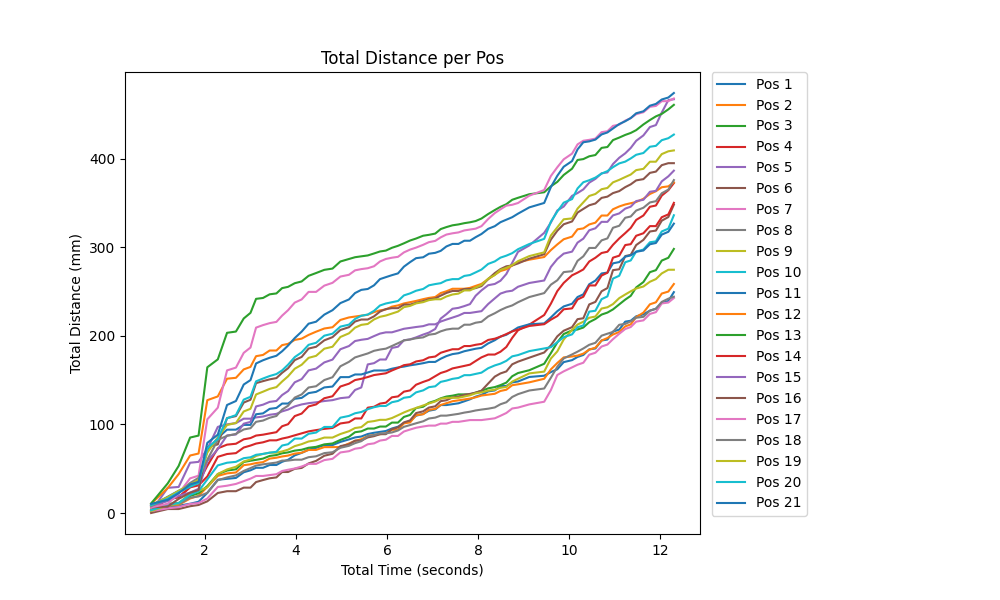 Total Distance per Pos
Total Distance (mm)
400
300
200
100
0
2 4 6 8 10 12
Total Time (seconds)
Pos 1
Pos 2
Pos 3
Pos 4
Pos 5
Pos 6
Pos 7
Pos 8
Pos 9
Pos 10
Pos 11
Pos 12
Pos 13
Pos 14
Pos 15
Pos 16
Pos 17
Pos 18
Pos 19
Pos 20
Pos 21